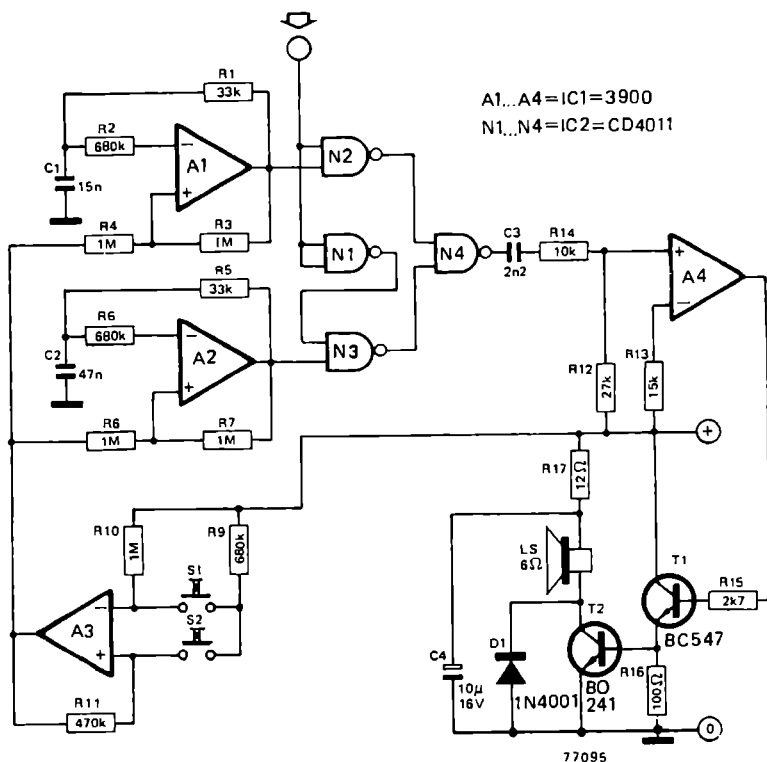 A1...A4=IC1=3900
N1...N4=IC2=CD4011
R1
33k
R2
680k
C1
15n
A1
−
+
R4
1M
R3
1M
R5
33k
R6
680k
C2
47n
A2
−
+
R6
1M
R7
1M
N2
N1
N4
N3
C3
2n2
R14
10k
+
−
A4
R12
27k
R13
15k
+
R17
12Ω
R10
1M
R9
680k
S1
S2
A3
−
+
R11
470k
LS
6Ω
T1
R15
2k7
BC547
T2
BD
241
R16
100Ω
C4
10µ
16V
D1
1N4001
0
77095